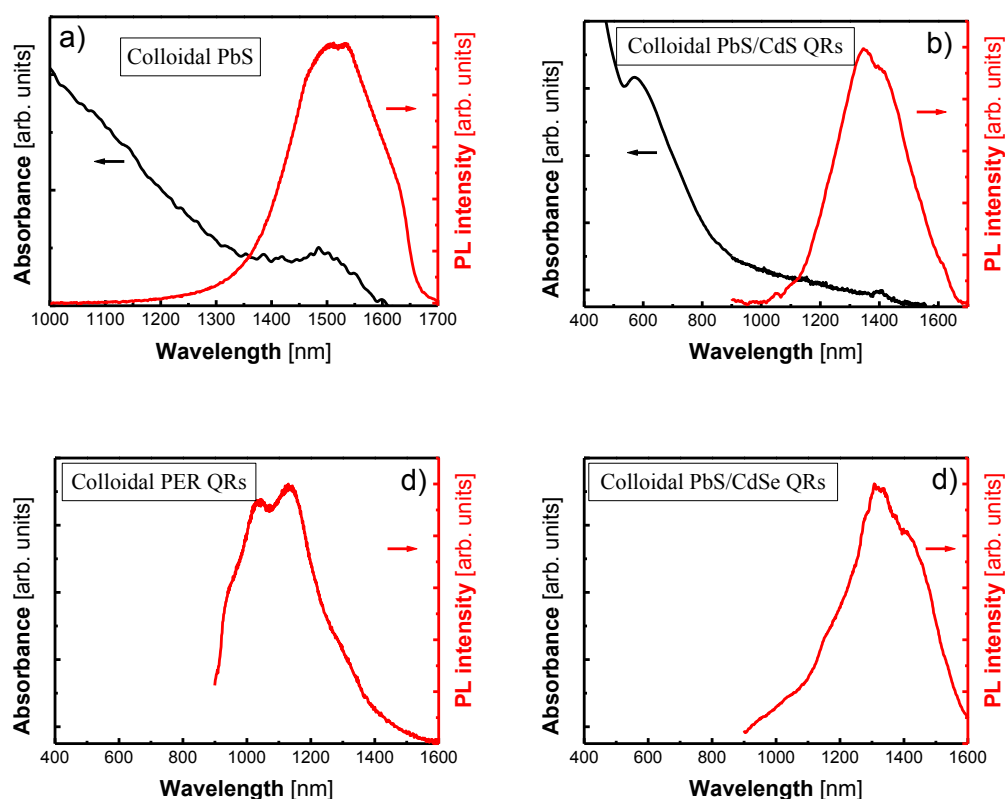 a)
Colloidal PbS
Absorbance [arb. units]
PL intensity [arb. units]
1000 1100 1200 1300 1400 1500 1600 1700
Wavelength [nm]
b)
Colloidal PbS/CdS QRs
Absorbance [arb. units]
PL intensity [arb. units]
400 600 800 1000 1200 1400 1600
Wavelength [nm]
d)
Colloidal PER QRs
Absorbance [arb. units]
PL intensity [arb. units]
400 600 800 1000 1200 1400 1600
Wavelength [nm]
d)
Colloidal PbS/CdSe QRs
Absorbance [arb. units]
PL intensity [arb. units]
400 600 800 1000 1200 1400 1600
Wavelength [nm]